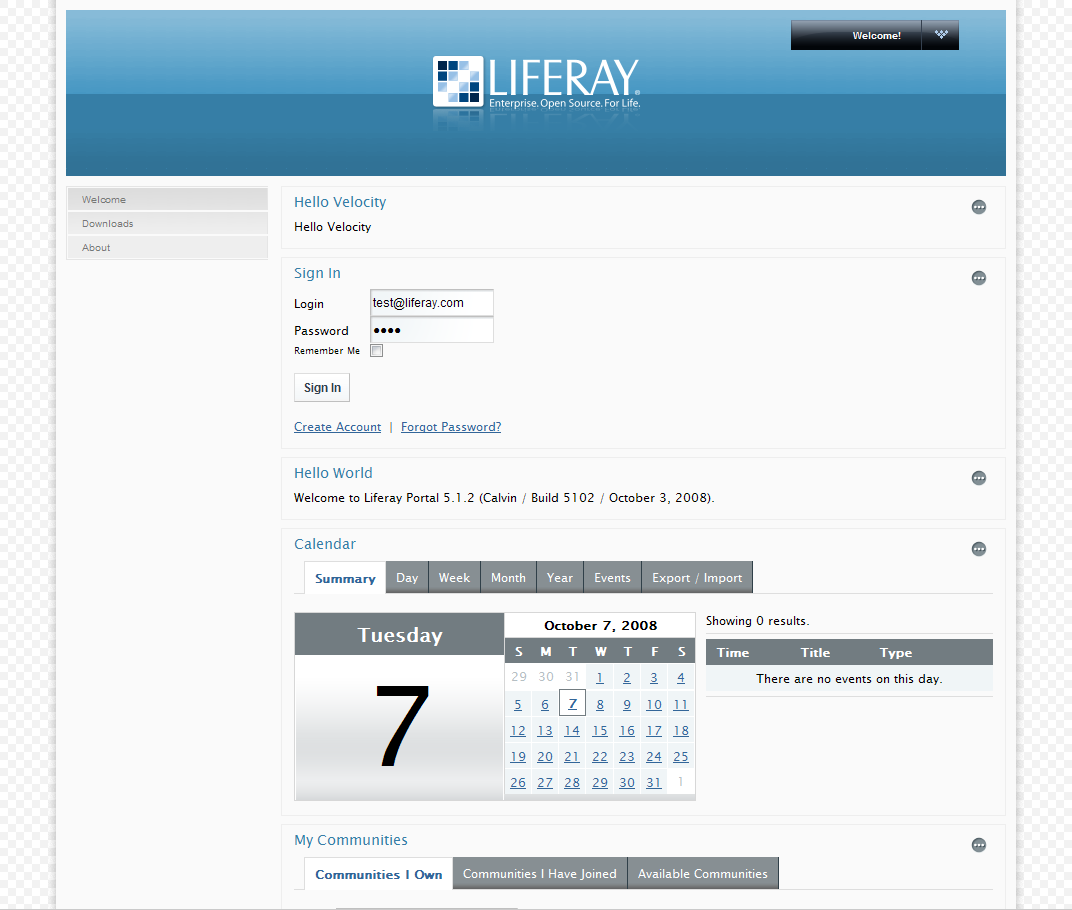 Welcome!
LIFERAY®
Enterprise. Open Source. For Life.
Welcome
Downloads
About
Hello Velocity
Hello Velocity
Sign In
Login test@liferay.com
Password ••••
Remember Me
Sign In
Create Account | Forgot Password?
Hello World
Welcome to Liferay Portal 5.1.2 (Calvin / Build 5102 / October 3, 2008).
Calendar
Summary Day Week Month Year Events Export / Import
Tuesday
7
October 7, 2008
S M T W T F S
29 30 31 1 2 3 4
5 6 7 8 9 10 11
12 13 14 15 16 17 18
19 20 21 22 23 24 25
26 27 28 29 30 31 1
Showing 0 results.
Time Title Type
There are no events on this day.
My Communities
Communities I Own Communities I Have Joined Available Communities